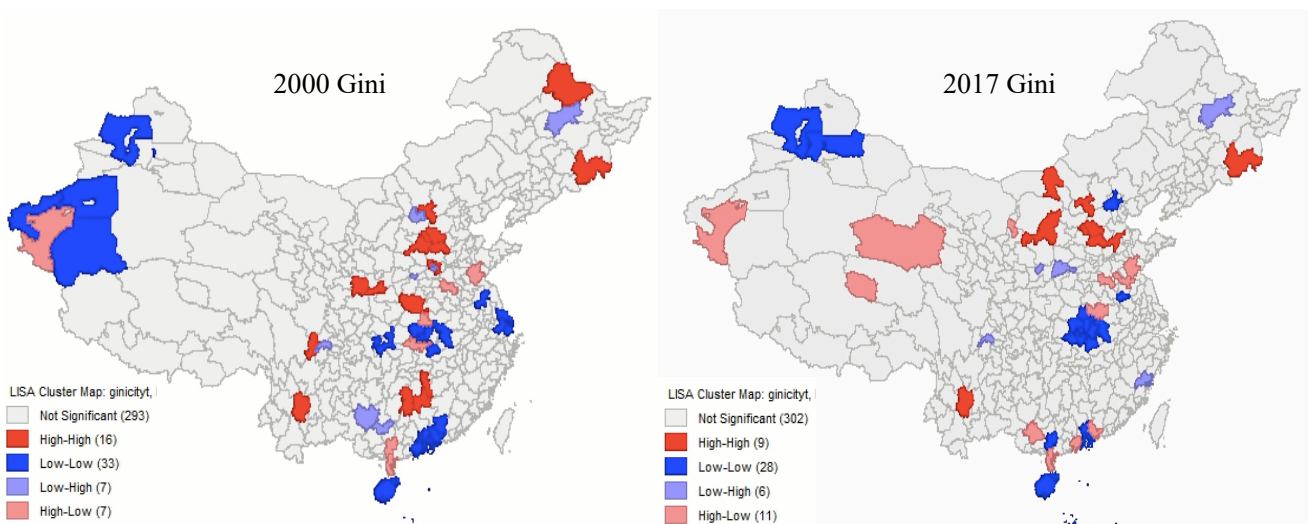 2000 Gini
LISA Cluster Map: ginicityt,
Not Significant (293)
High-High (16)
Low-Low (33)
Low-High (7)
High-Low (7)
2017 Gini
LISA Cluster Map: ginicityt,
Not Significant (302)
High-High (9)
Low-Low (28)
Low-High (6)
High-Low (11)